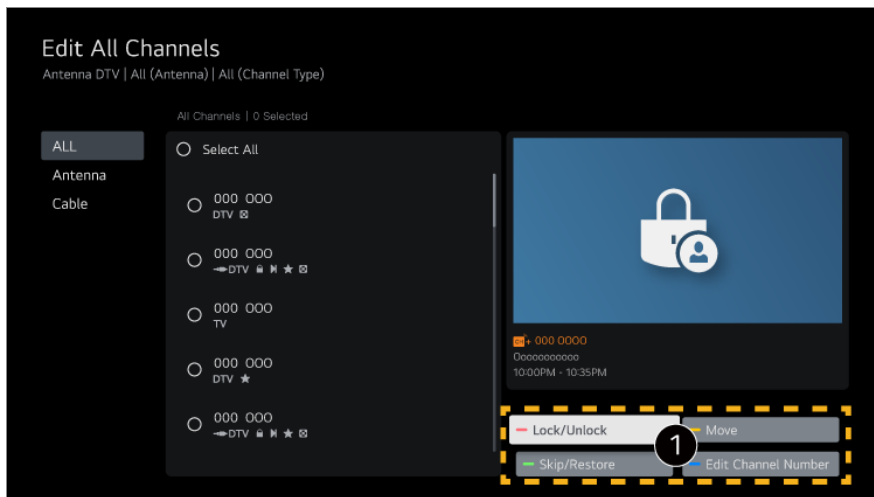 Edit All Channels
Antenna DTV | All (Antenna) | All (Channel Type)
All Channels | 0 Selected
ALL
Antenna
Cable
Select All
000 000
DTV
000 000
DTV
000 000
TV
000 000
DTV
000 000
DTV
CH+ 000 0000
Ooooooooooo
10:00PM - 10:35PM
Lock/Unlock
Move
1
Skip/Restore
Edit Channel Number